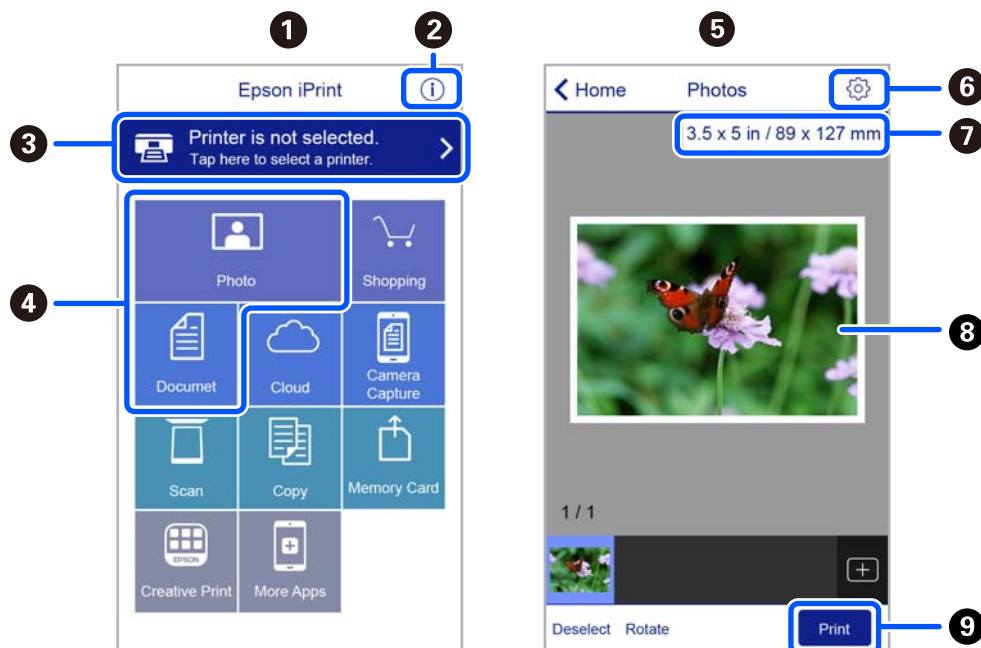 1
2
5
Epson iPrint
Home
Photos
6
3
Printer is not selected.
Tap here to select a printer.
3.5 x 5 in / 89 x 127 mm
7
Photo
Shopping
4
Documet
Cloud
Camera
Capture
8
Scan
Copy
Memory Card
1 / 1
EPSON
Creative Print
More Apps
Deselect
Rotate
Print
9